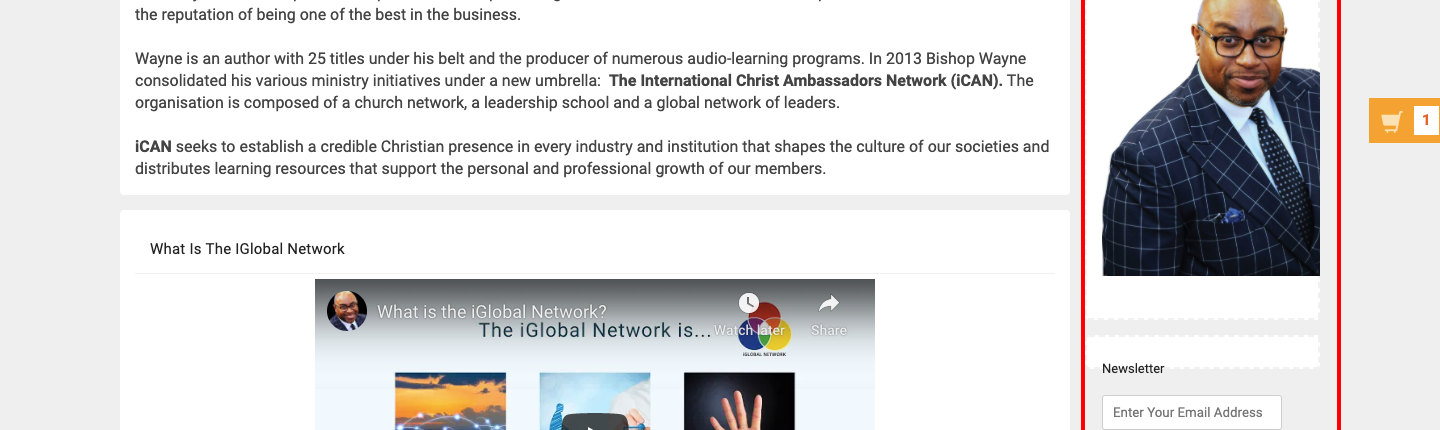 the reputation of being one of the best in the business.
Wayne is an author with 25 titles under his belt and the producer of numerous audio-learning programs. In 2013 Bishop Wayne
consolidated his various ministry initiatives under a new umbrella:  The International Christ Ambassadors Network (iCAN). The
organisation is composed of a church network, a leadership school and a global network of leaders.
iCAN seeks to establish a credible Christian presence in every industry and institution that shapes the culture of our societies and
distributes learning resources that support the personal and professional growth of our members.
What Is The IGlobal Network
What is the iGlobal Network?
The iGlobal Network is...
Watch later
Share
IGLOBAL NETWORK
1
Newsletter
Enter Your Email Address